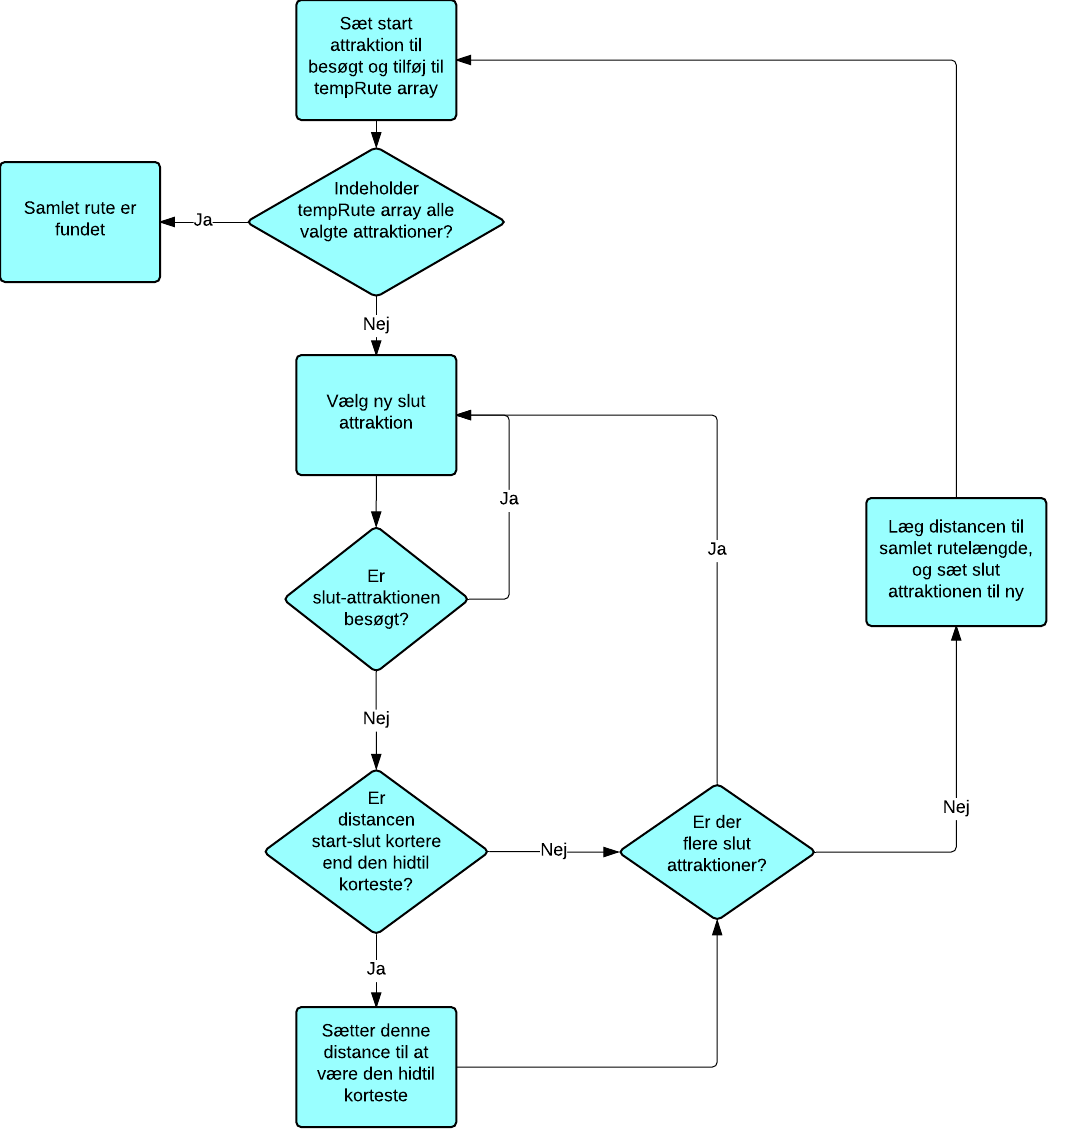 Sæt start
attraktion til
besøgt og tilføj til
tempRute array
Indeholder
tempRute array alle
valgte attraktioner?
Ja
Samlet rute er
fundet
Nej
Vælg ny slut
attraktion
Ja
Er
slut-attraktionen
besøgt?
Ja
Læg distancen til
samlet rutelængde,
og sæt slut
attraktionen til ny
Nej
Er
distancen
start-slut kortere
end den hidtil
korteste?
Nej
Er der
flere slut
attraktioner?
Nej
Ja
Sætter denne
distance til at
være den hidtil
korteste